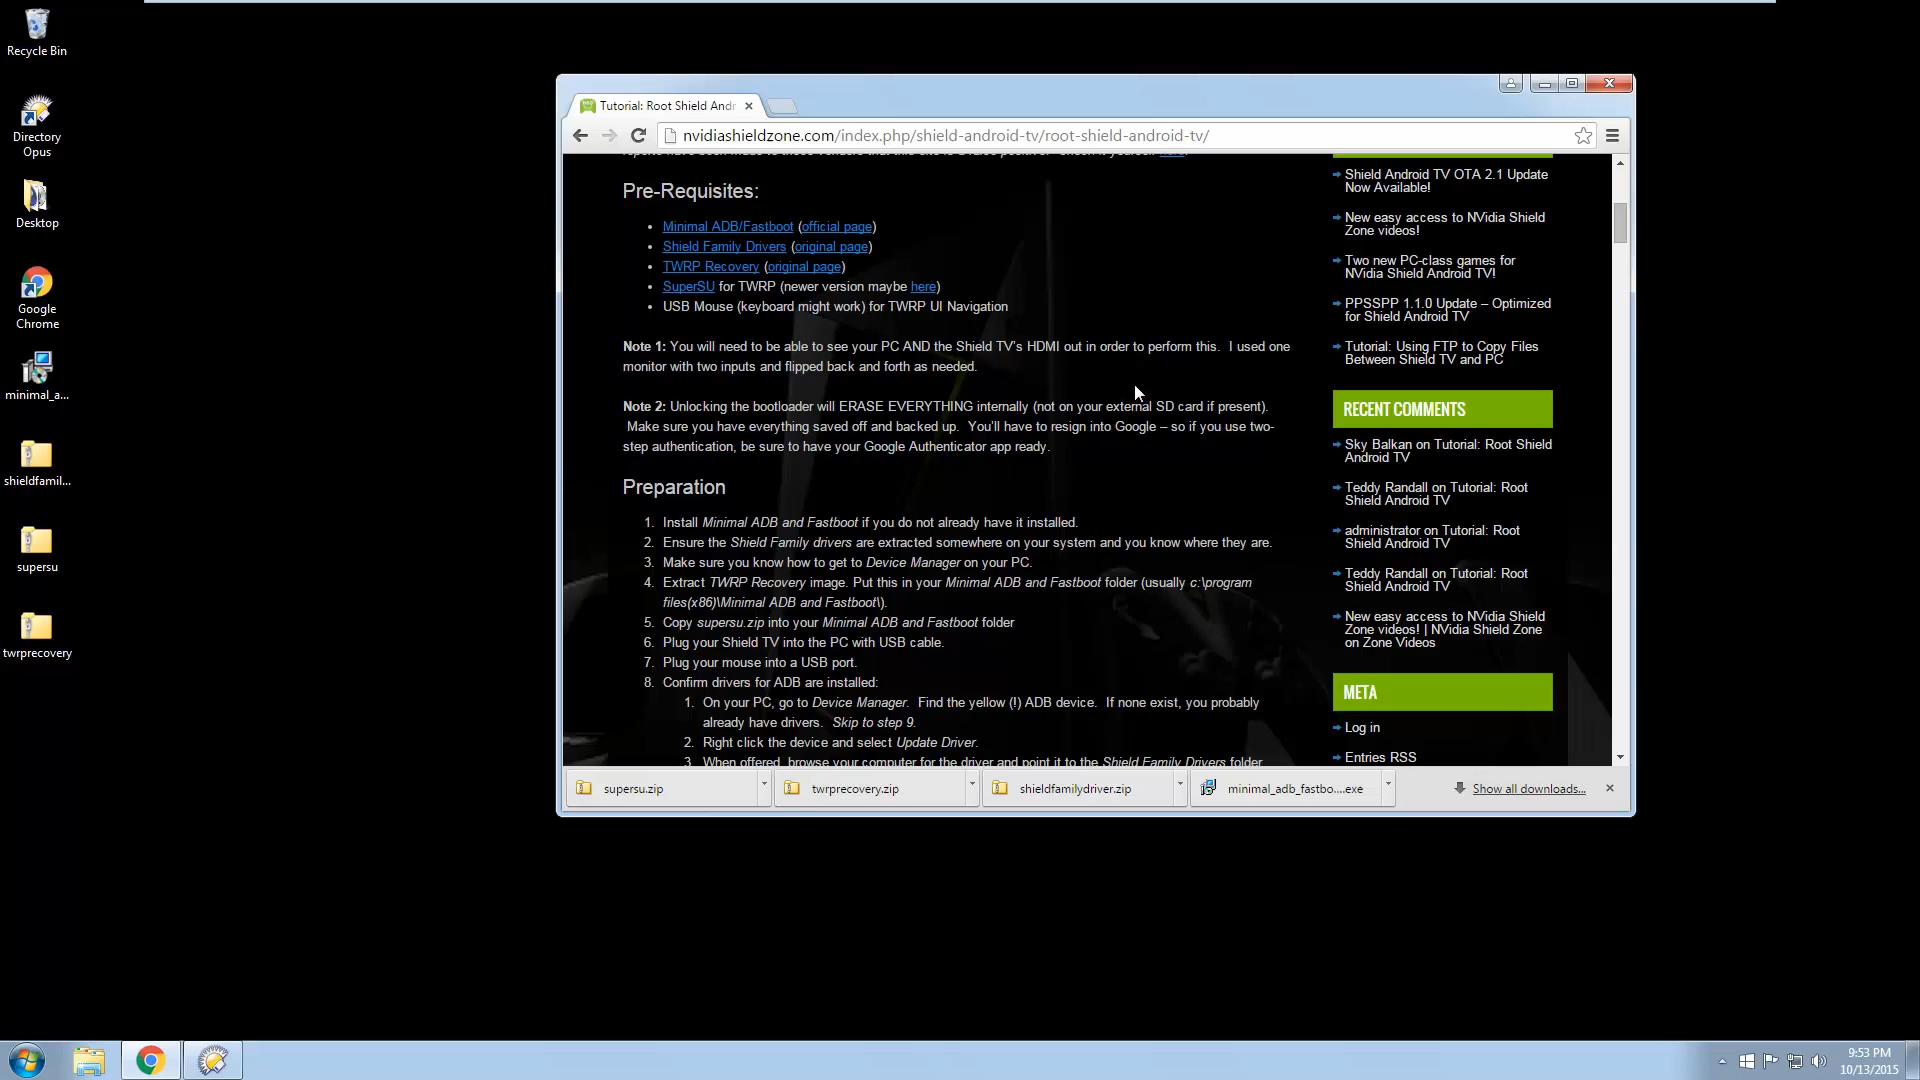 Recycle Bin
Directory
Opus
Desktop
Google
Chrome
minimal_a...
shieldfamil...
supersu
twrprecovery
Tutorial: Root Shield Andr
nvidiashieldzone.com/index.php/shield-android-tv/root-shield-android-tv/
Pre-Requisites:
• Minimal ADB/Fastboot (official page)
• Shield Family Drivers (original page)
• TWRP Recovery (original page)
• SuperSU for TWRP (newer version maybe here)
• USB Mouse (keyboard might work) for TWRP UI Navigation
Note 1: You will need to be able to see your PC AND the Shield TV's HDMI out in order to perform this.  I used one
monitor with two inputs and flipped back and forth as needed.
Note 2: Unlocking the bootloader will ERASE EVERYTHING internally (not on your external SD card if present).
Make sure you have everything saved off and backed up.  You'll have to resign into Google – so if you use two-
step authentication, be sure to have your Google Authenticator app ready.
Preparation
1. Install Minimal ADB and Fastboot if you do not already have it installed.
2. Ensure the Shield Family drivers are extracted somewhere on your system and you know where they are.
3. Make sure you know how to get to Device Manager on your PC.
4. Extract TWRP Recovery image. Put this in your Minimal ADB and Fastboot folder (usually c:\program
files(x86)\Minimal ADB and Fastboot\).
5. Copy supersu.zip into your Minimal ADB and Fastboot folder
6. Plug your Shield TV into the PC with USB cable.
7. Plug your mouse into a USB port.
8. Confirm drivers for ADB are installed:
1. On your PC, go to Device Manager.  Find the yellow (!) ADB device.  If none exist, you probably
already have drivers.  Skip to step 9.
2. Right click the device and select Update Driver.
3. When offered, browse your computer for the driver and point it to the Shield Family Drivers folder
Shield Android TV OTA 2.1 Update
Now Available!
New easy access to NVidia Shield
Zone videos!
Two new PC-class games for
NVidia Shield Android TV!
PPSSPP 1.1.0 Update – Optimized
for Shield Android TV
Tutorial: Using FTP to Copy Files
Between Shield TV and PC
RECENT COMMENTS
Sky Balkan on Tutorial: Root Shield
Android TV
Teddy Randall on Tutorial: Root
Shield Android TV
administrator on Tutorial: Root
Shield Android TV
Teddy Randall on Tutorial: Root
Shield Android TV
New easy access to NVidia Shield
Zone videos! | NVidia Shield Zone
on Zone Videos
META
Log in
Entries RSS
supersu.zip
twrprecovery.zip
shieldfamilydriver.zip
minimal_adb_fastbo....exe
Show all downloads...
9:53 PM
10/13/2015